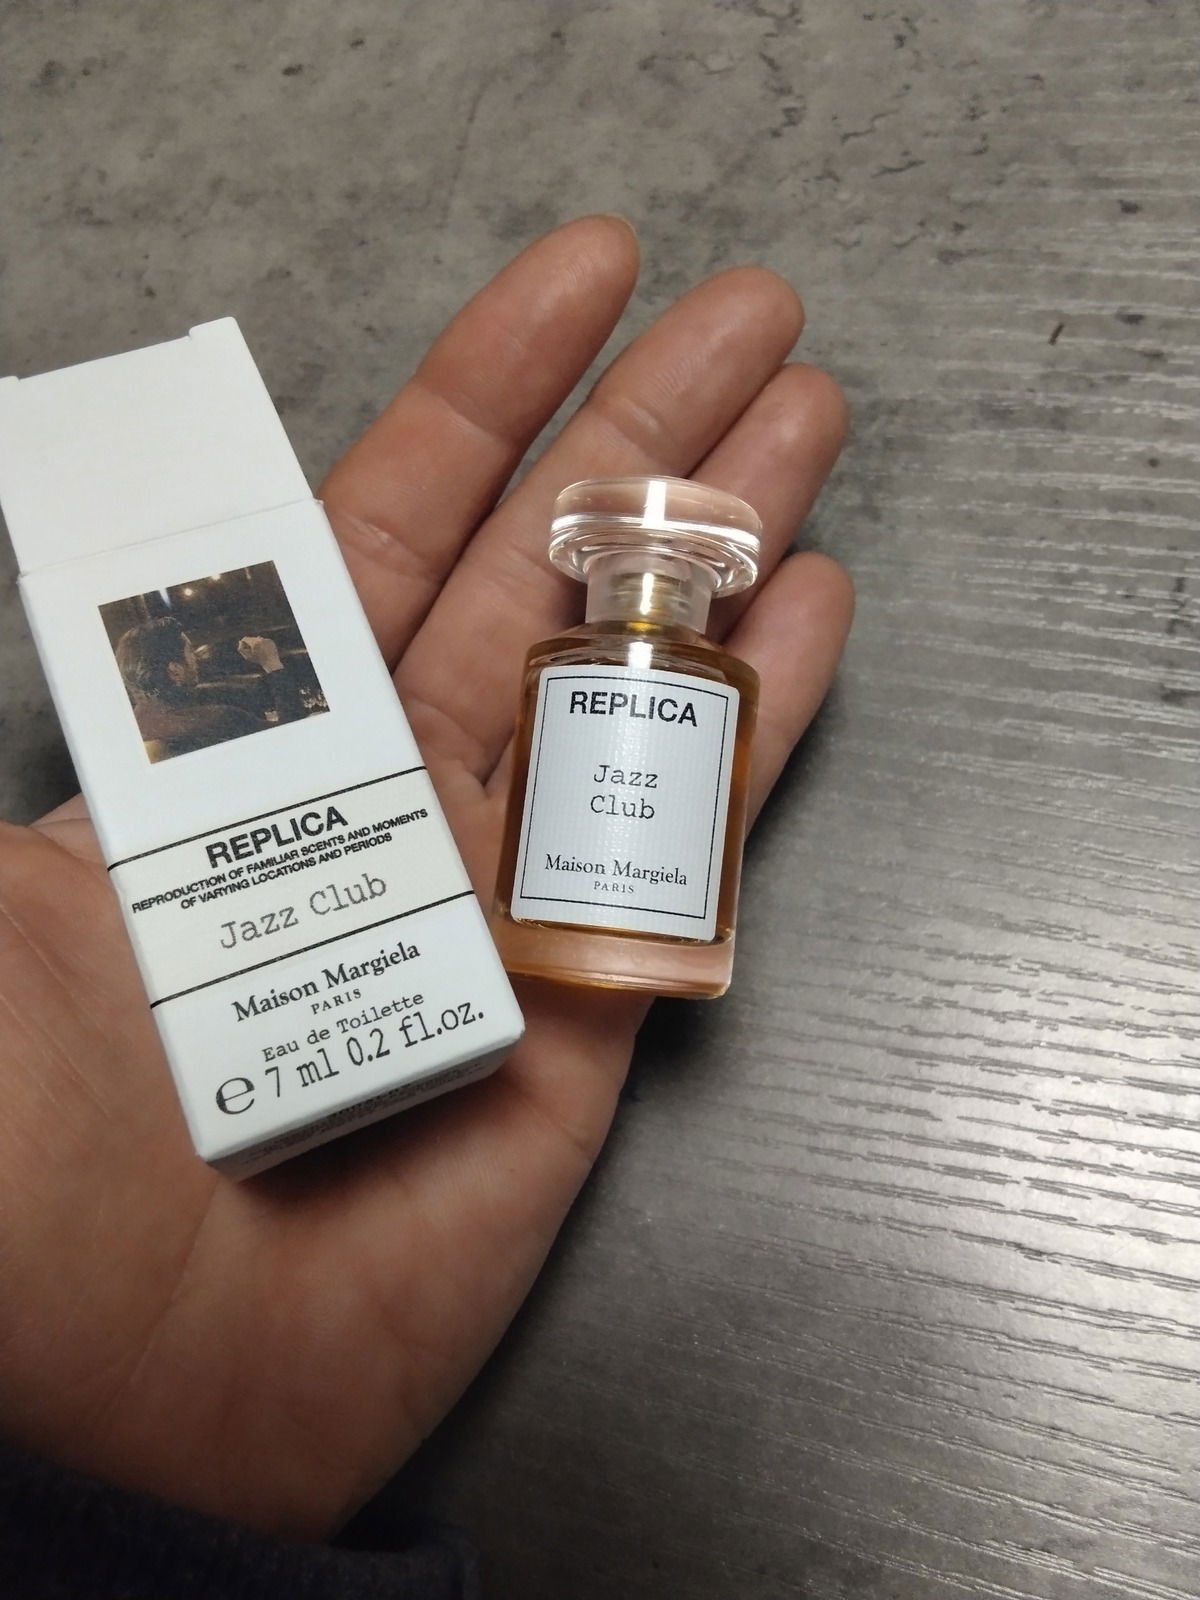 REPLICA
REPRODUCTION OF FAMILIAR SCENTS AND MOMENTS
OF VARYING LOCATIONS AND PERIODS
Jazz Club
Maison Margiela
PARIS
Eau de Toilette
℮ 7 ml 0.2 fl.oz.
REPLICA
Jazz
Club
Maison Margiela
PARIS